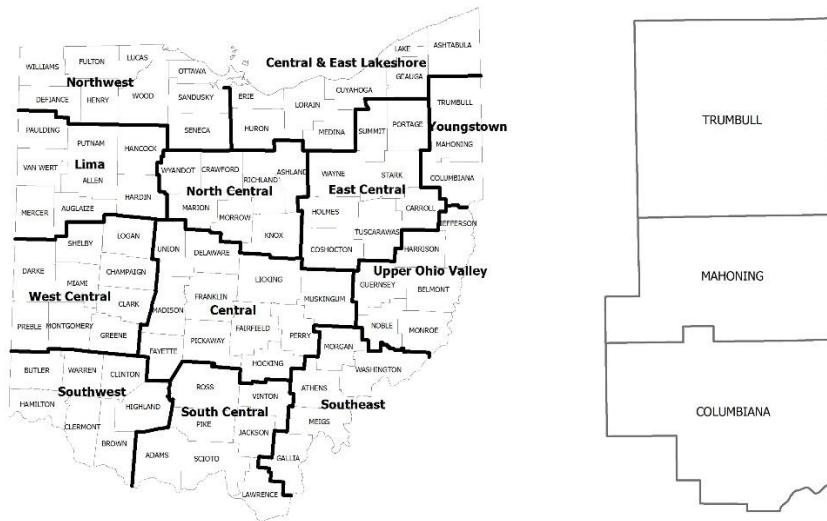 LAKE
ASHTABULA
LUCAS
FULTON
WILLIAMS
OTTAWA
Central & East Lakeshore
GEAUGA
Northwest
CUYAHOGA
TRUMBULL
DEFIANCE
HENRY
WOOD
SANDUSKY
ERIE
LORAIN
PORTAGE
SUMMIT
Youngstown
PAULDING
SENECA
HURON
MEDINA
PUTNAM
HANCOCK
MAHONING
VAN WERT
Lima
WYANDOT
CRAWFORD
RICHLAND
ASHLAND
WAYNE
STARK
COLUMBIANA
ALLEN
North Central
East Central
HARDIN
MERCER
AUGLAIZE
MARION
MORROW
HOLMES
CARROLL
KNOX
TUSCARAWAS
JEFFERSON
LOGAN
SHELBY
UNION
DELAWARE
COSHOCTON
HARRISON
DARKE
CHAMPAIGN
LICKING
Upper Ohio Valley
MIAMI
GUERNSEY
BELMONT
West Central
CLARK
FRANKLIN
MUSKINGUM
MADISON
Central
PREBLE
MONTGOMERY
FAIRFIELD
NOBLE
MONROE
GREENE
PICKAWAY
PERRY
FAYETTE
MORGAN
HOCKING
WASHINGTON
BUTLER
WARREN
CLINTON
ROSS
ATHENS
Southwest
VINTON
HAMILTON
HIGHLAND
South Central
Southeast
CLERMONT
PIKE
MEIGS
BROWN
JACKSON
ADAMS
SCIOTO
GALLIA
LAWRENCE
TRUMBULL
MAHONING
COLUMBIANA